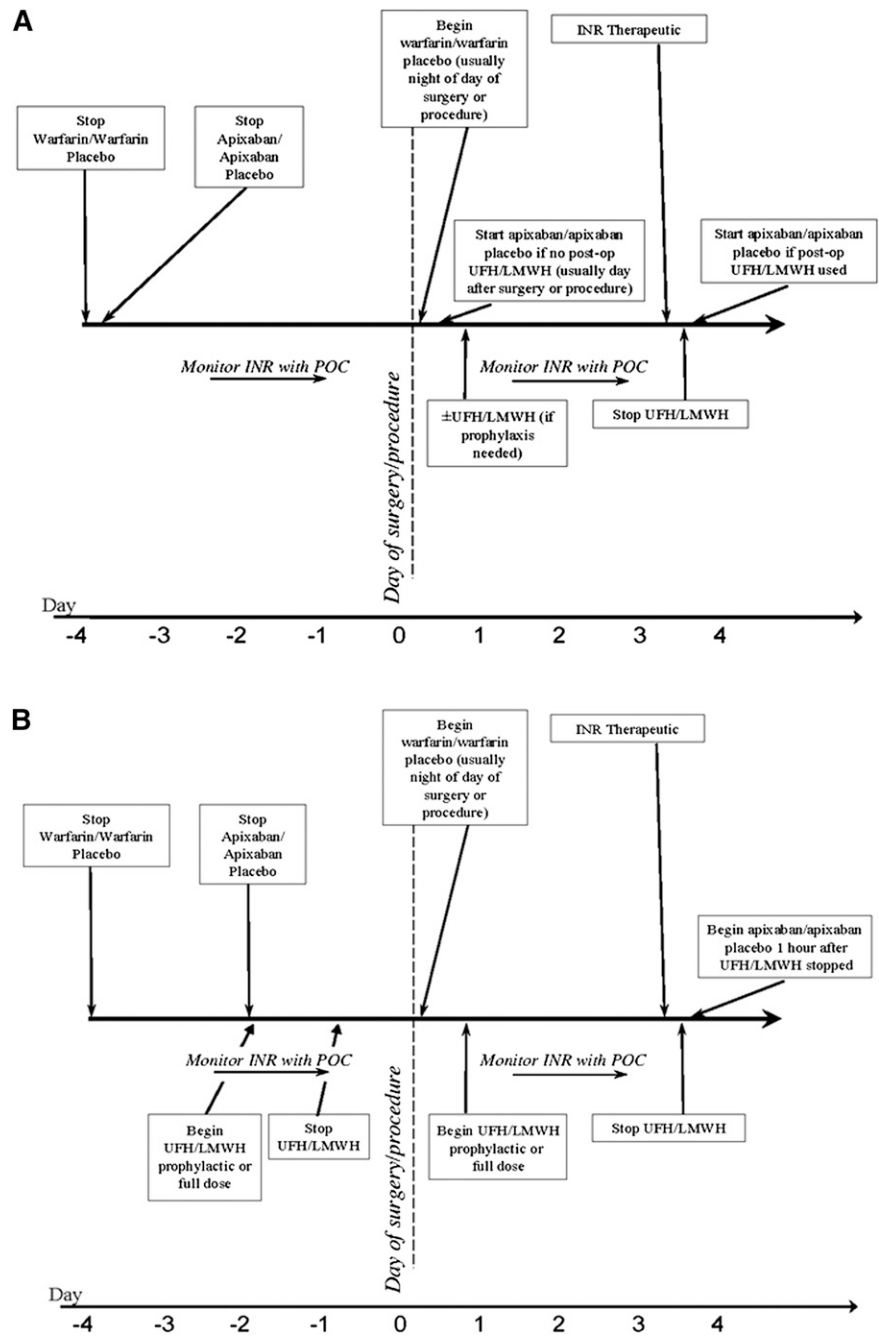 A
Begin
warfarin/warfarin
placebo (usually
night of day of
surgery or
procedure)
INR Therapeutic
Stop
Warfarin/Warfarin
Placebo
Stop
Apixaban/
Apixaban
Placebo
Start apixaban/apixaban
placebo if no post-op
UFH/LMWH (usually day
after surgery or procedure)
Start apixaban/apixaban
placebo if post-op
UFH/LMWH used
Monitor INR with POC
Monitor INR with POC
Day of surgery/procedure
±UFH/LMWH (if
prophylaxis
needed)
Stop UFH/LMWH
Day
-4 -3 -2 -1 0 1 2 3 4
B
Begin
warfarin/warfarin
placebo (usually
night of day of
surgery or
procedure)
INR Therapeutic
Stop
Warfarin/Warfarin
Placebo
Stop
Apixaban/
Apixaban
Placebo
Begin apixaban/apixaban
placebo 1 hour after
UFH/LMWH stopped
Monitor INR with POC
Monitor INR with POC
Day of surgery/procedure
Begin
UFH/LMWH
prophylactic or
full dose
Stop
UFH/LMWH
Begin UFH/LMWH
prophylactic or
full dose
Stop UFH/LMWH
Day
-4 -3 -2 -1 0 1 2 3 4